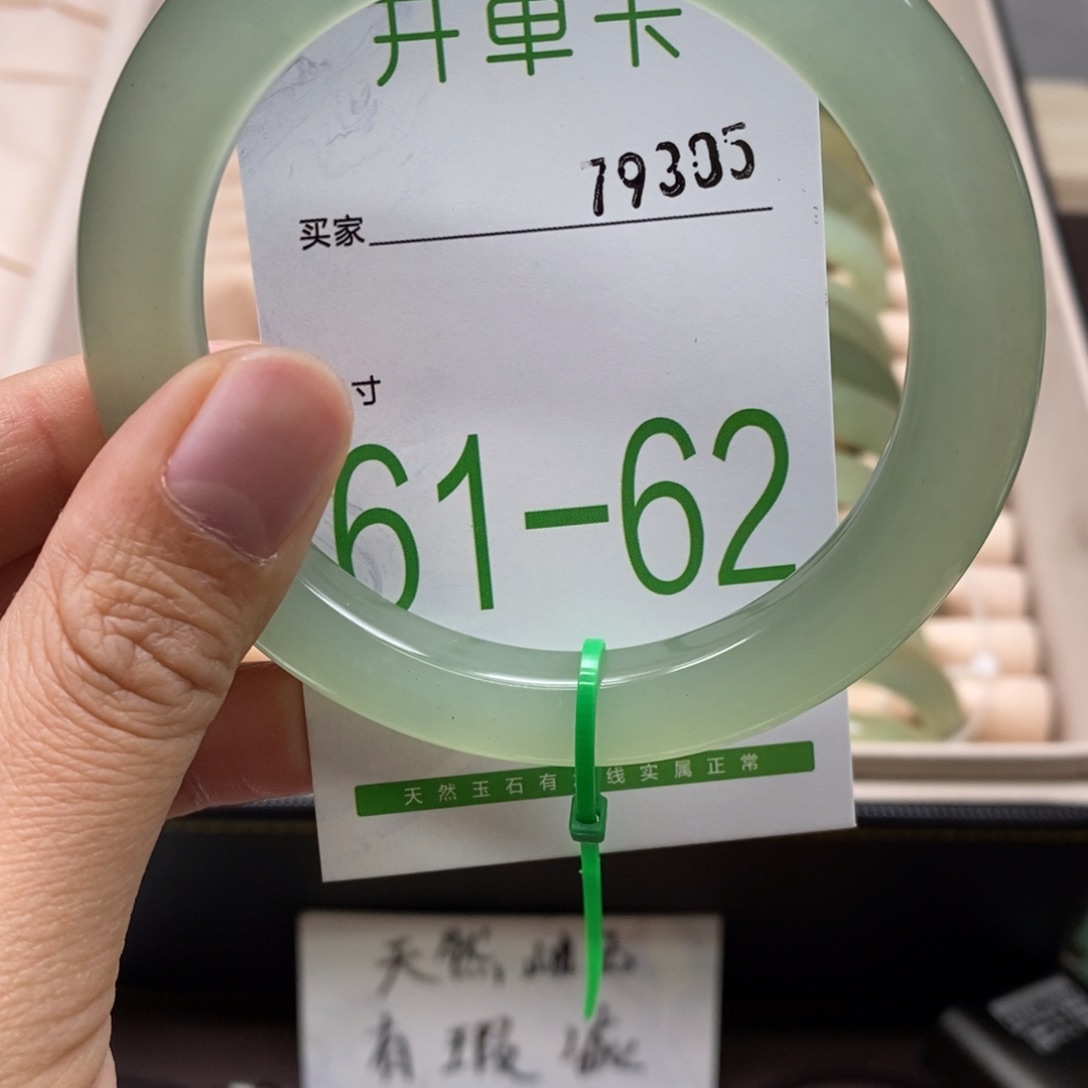 开单卡
79305
买家
寸
61-62
天然玉石有线实属正常
天然
有瑕疵